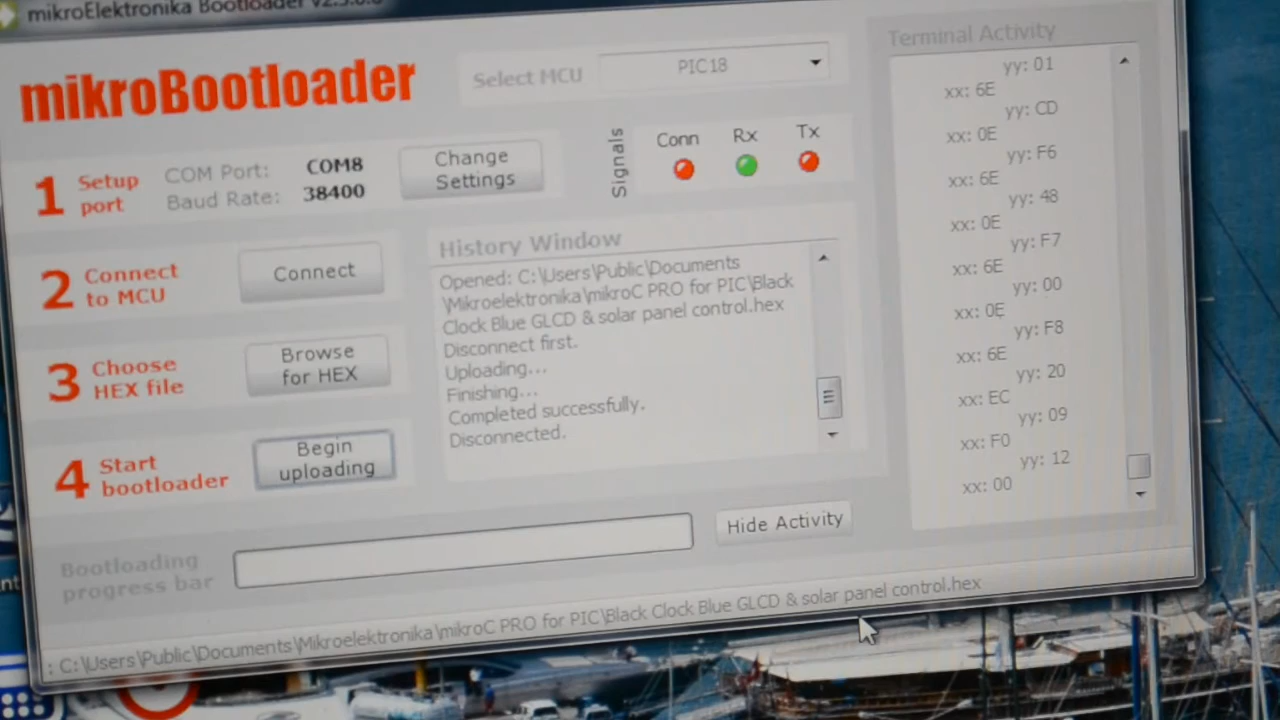 mikroElektronika Bootloader v2.5.0.0
mikroBootloader
Select MCU
PIC18
1 Setup port
COM Port: COM8
Baud Rate: 38400
Change Settings
Signals
Conn Rx Tx
2 Connect to MCU
Connect
3 Choose HEX file
Browse for HEX
4 Start bootloader
Begin uploading
History Window
Opened: C:\Users\Public\Documents
\Mikroelektronika\mikroC PRO for PIC\Black
Clock Blue GLCD & solar panel control.hex
Disconnect first.
Uploading...
Finishing...
Completed successfully.
Disconnected.
Bootloading progress bar
Hide Activity
Terminal Activity
yy: 01
xx: 6E
yy: CD
xx: 0E
yy: F6
xx: 6E
yy: 48
xx: 0E
yy: F7
xx: 6E
yy: 00
xx: 0E
yy: F8
xx: 6E
yy: 20
xx: EC
yy: 09
xx: F0
yy: 12
xx: 00
: C:\Users\Public\Documents\Mikroelektronika\mikroC PRO for PIC\Black Clock Blue GLCD & solar panel control.hex